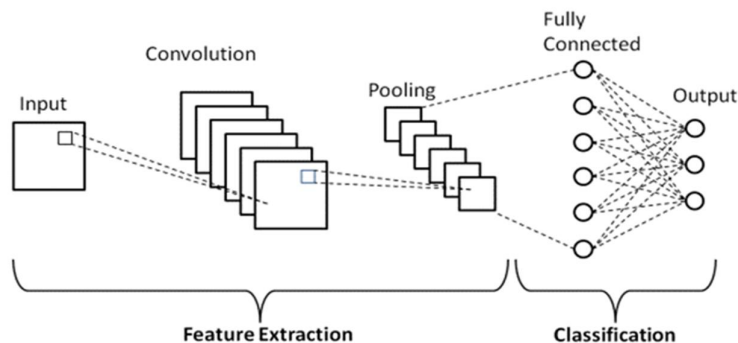 Input
Convolution
Pooling
Fully
Connected
Output
Feature Extraction
Classification